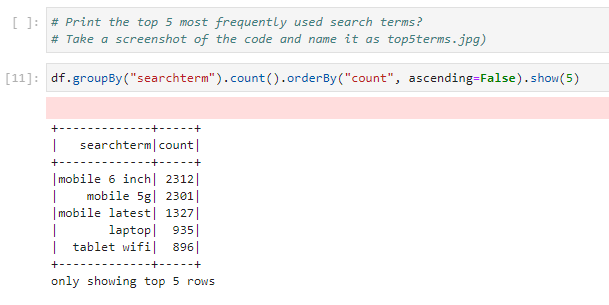 [ ]: # Print the top 5 most frequently used search terms?
# Take a screenshot of the code and name it as top5terms.jpg)
[11]: df.groupBy("searchterm").count().orderBy("count", ascending=False).show(5)
+-------------+-----+
|   searchterm|count|
+-------------+-----+
|mobile 6 inch| 2312|
|    mobile 5g| 2301|
|mobile latest| 1327|
|       laptop|  935|
|  tablet wifi|  896|
+-------------+-----+
only showing top 5 rows